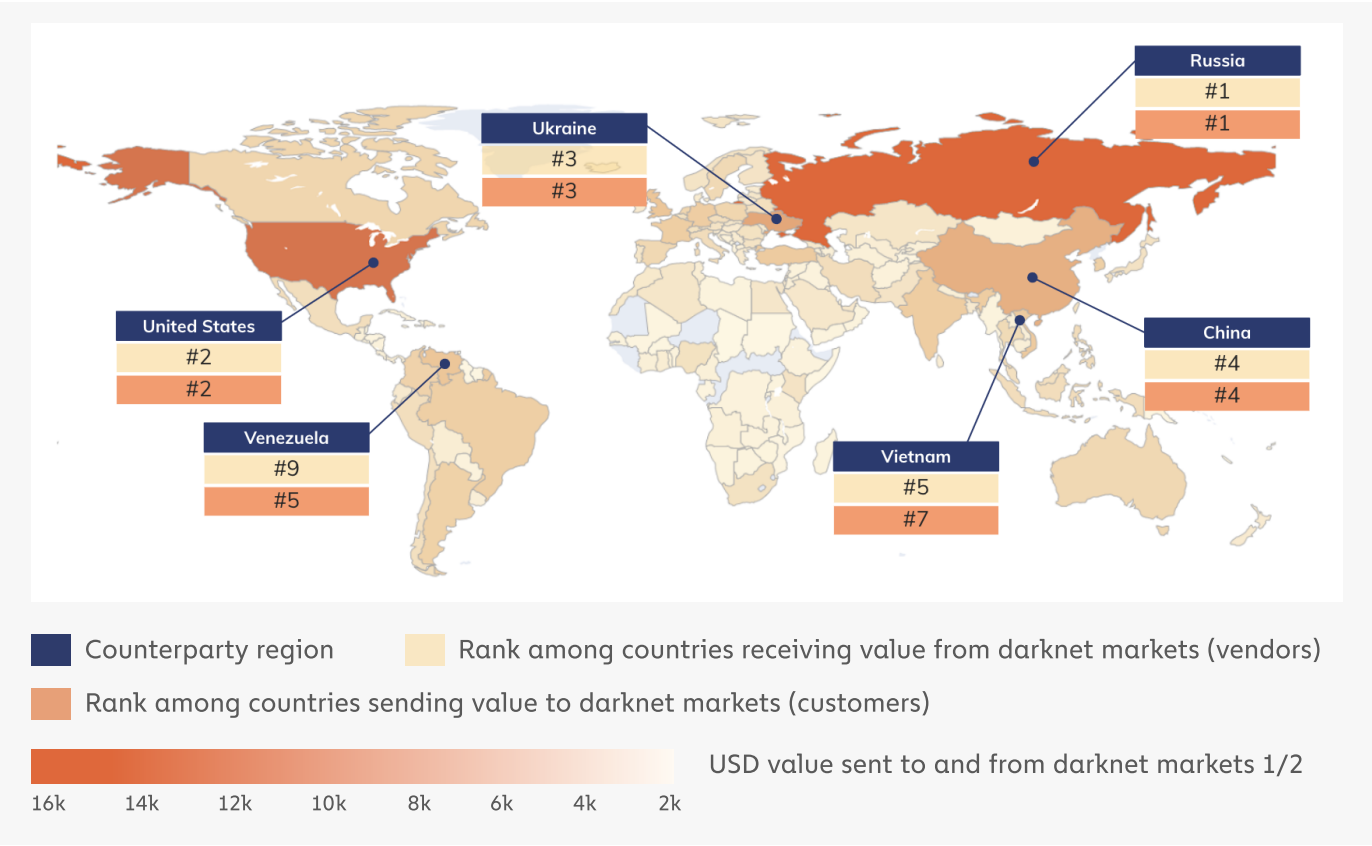 Russia
#1
#1
Ukraine
#3
#3
United States
#2
#2
China
#4
#4
Venezuela
#9
#5
Vietnam
#5
#7
Counterparty region
Rank among countries receiving value from darknet markets (vendors)
Rank among countries sending value to darknet markets (customers)
USD value sent to and from darknet markets 1/2
16k 14k 12k 10k 8k 6k 4k 2k